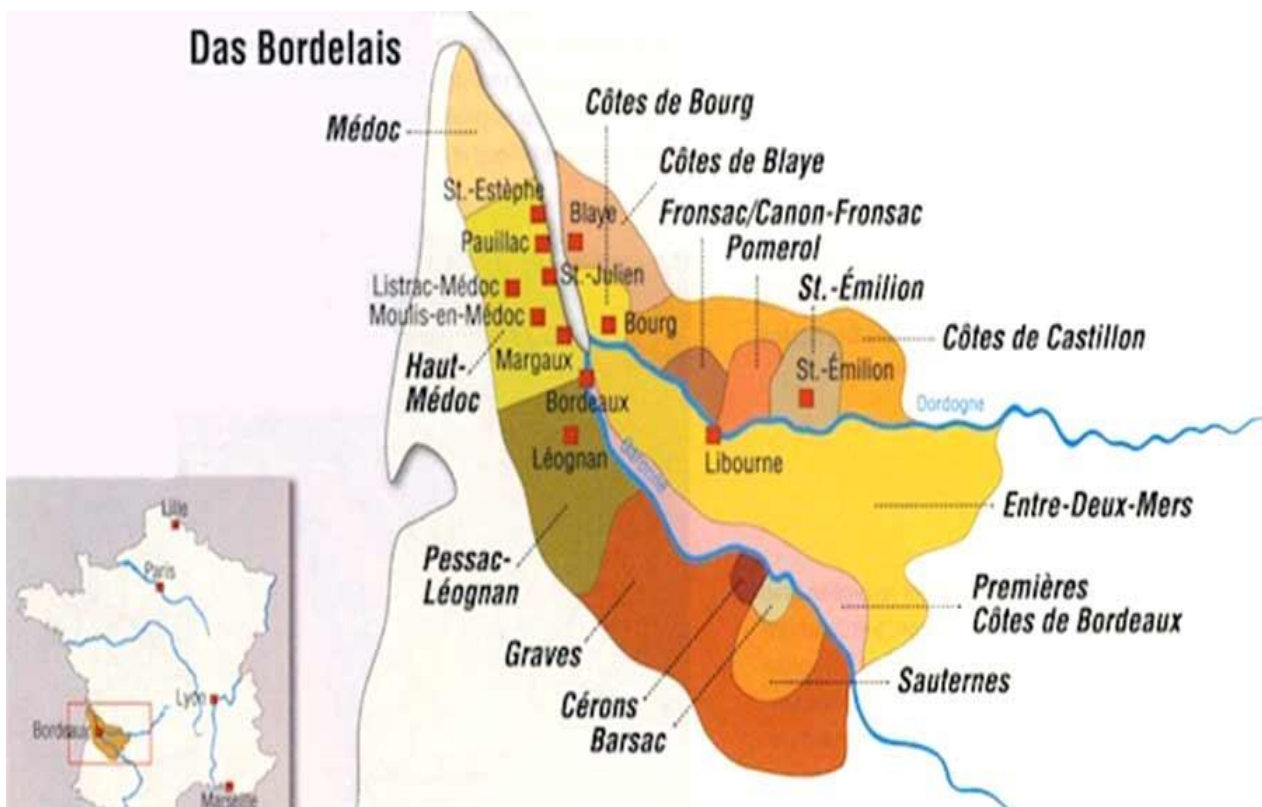 Das Bordelais
Côtes de Bourg
Médoc
Côtes de Blaye
St.-Estèphe
Blaye
Fronsac/Canon-Fronsac
Pauillac
Pomerol
St.-Julien
St.-Émilion
Listrac-Médoc
Moulis-en-Médoc
Bourg
Côtes de Castillon
Margaux
Haut-
Médoc
St.-Émilion
Bordeaux
Dordogne
Léognan
Garonne
Libourne
Entre-Deux-Mers
Pessac-
Léognan
Premières
Côtes de Bordeaux
Graves
Sauternes
Cérons
Barsac
Lille
Paris
Lyon
Bordeaux
Marseille